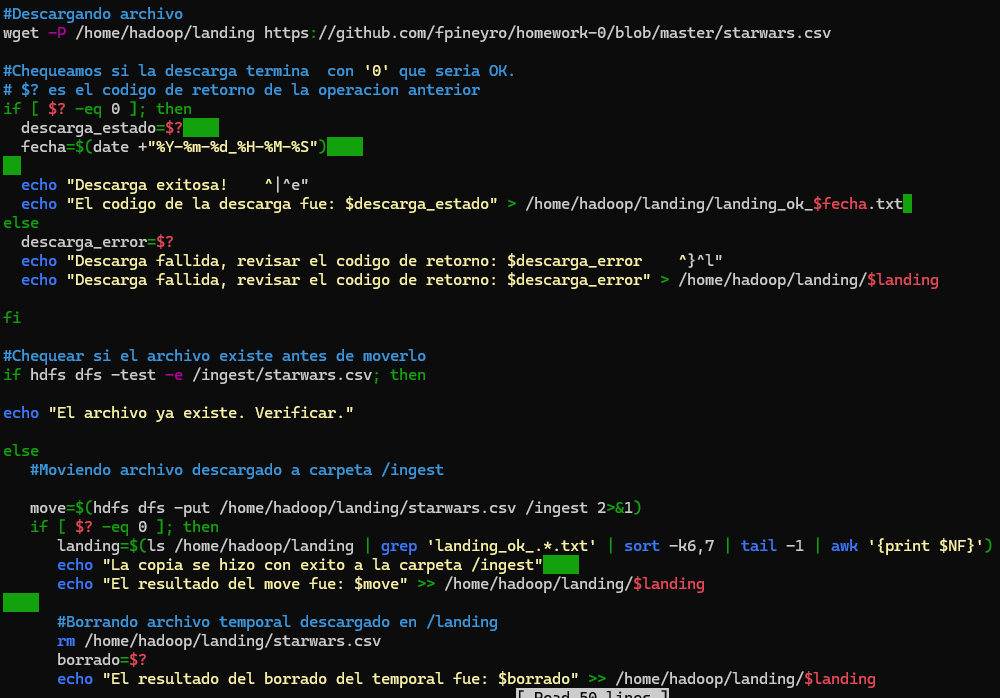 #Descargando archivo
wget -P /home/hadoop/landing https://github.com/fpineyro/homework-0/blob/master/starwars.csv
#Chequeamos si la descarga termina  con '0' que seria OK.
# $? es el codigo de retorno de la operacion anterior
if [ $? -eq 0 ]; then
  descarga_estado=$?
  fecha=$(date +"%Y-%m-%d_%H-%M-%S")
  echo "Descarga exitosa!    ^|^e"
  echo "El codigo de la descarga fue: $descarga_estado" > /home/hadoop/landing/landing_ok_$fecha.txt
else
  descarga_error=$?
  echo "Descarga fallida, revisar el codigo de retorno: $descarga_error    ^}^l"
  echo "Descarga fallida, revisar el codigo de retorno: $descarga_error" > /home/hadoop/landing/$landing
fi
#Chequear si el archivo existe antes de moverlo
if hdfs dfs -test -e /ingest/starwars.csv; then
echo "El archivo ya existe. Verificar."
else
   #Moviendo archivo descargado a carpeta /ingest
   move=$(hdfs dfs -put /home/hadoop/landing/starwars.csv /ingest 2>&1)
   if [ $? -eq 0 ]; then
      landing=$(ls /home/hadoop/landing | grep 'landing_ok_.*.txt' | sort -k6,7 | tail -1 | awk '{print $NF}')
      echo "La copia se hizo con exito a la carpeta /ingest"
      echo "El resultado del move fue: $move" >> /home/hadoop/landing/$landing
      #Borrando archivo temporal descargado en /landing
      rm /home/hadoop/landing/starwars.csv
      borrado=$?
      echo "El resultado del borrado del temporal fue: $borrado" >> /home/hadoop/landing/$landing
[ Read 50 lines ]